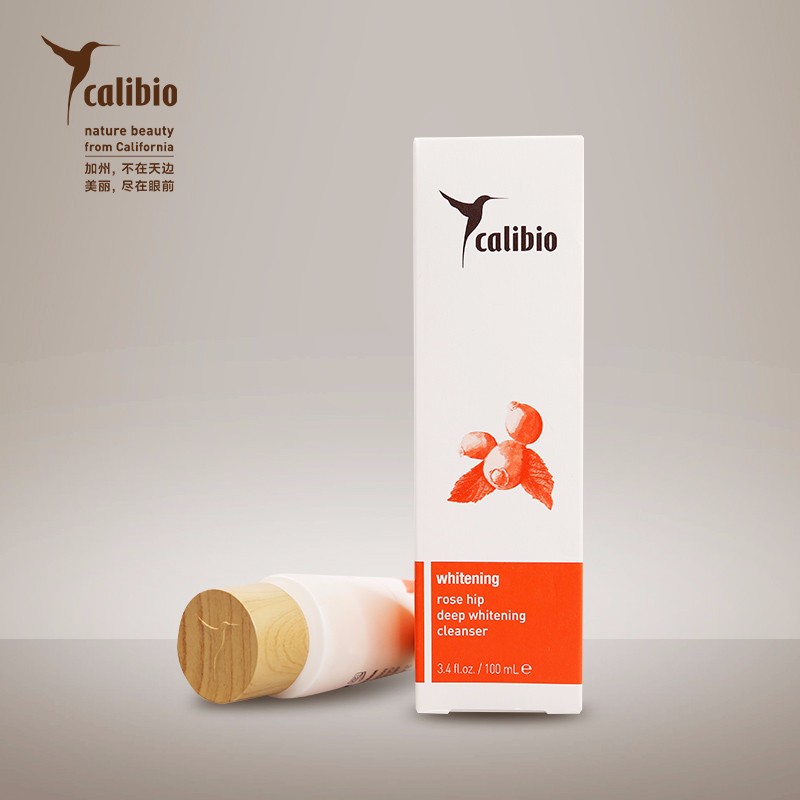 calibio
nature beauty
from California
加州，不在天边
美丽，尽在眼前
calibio
whitening
rose hip
deep whitening
cleanser
3.4 fl.oz. / 100 mL ℮